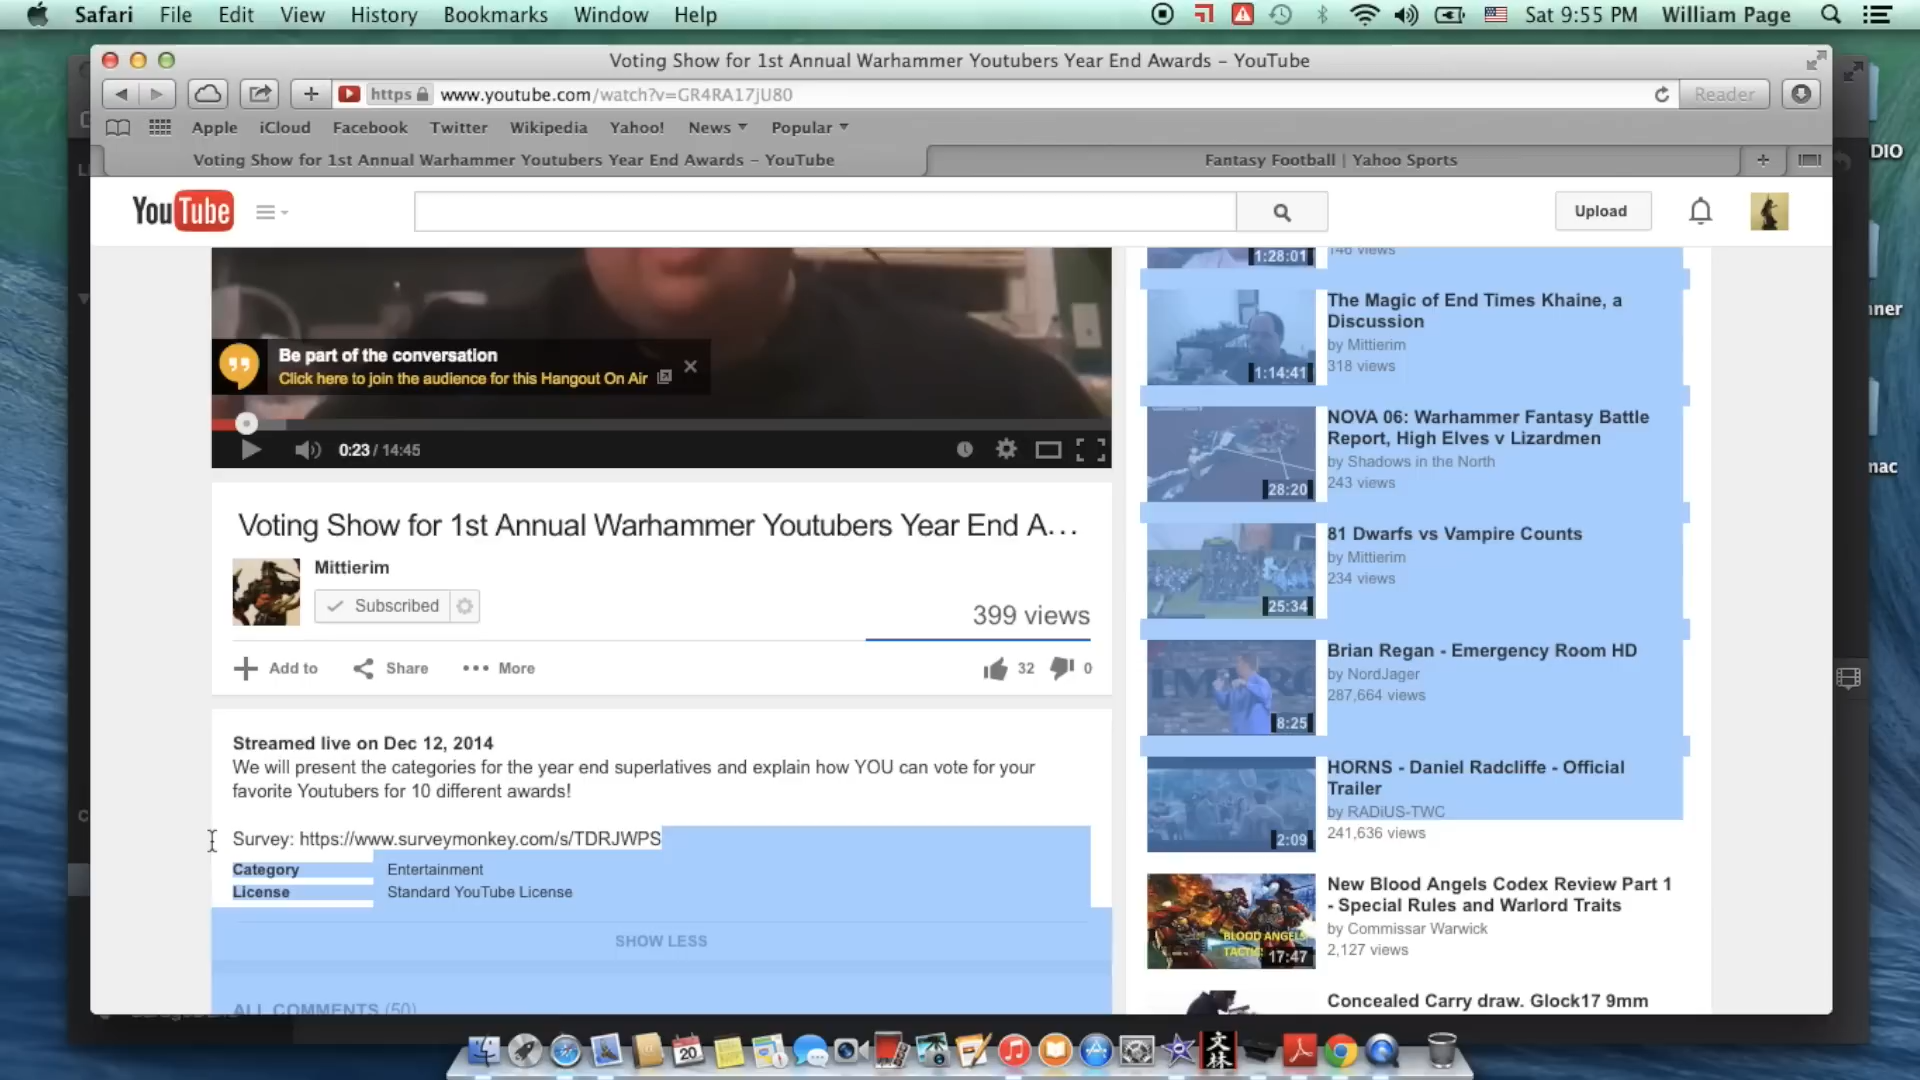 Safari File Edit View History Bookmarks Window Help
Sat 9:55 PM William Page
Voting Show for 1st Annual Warhammer Youtubers Year End Awards – YouTube
https www.youtube.com/watch?v=GR4RA17jU80
Reader
Apple iCloud Facebook Twitter Wikipedia Yahoo! News Popular
Voting Show for 1st Annual Warhammer Youtubers Year End Awards – YouTube
Fantasy Football | Yahoo Sports
DIO
YouTube
Upload
Be part of the conversation
Click here to join the audience for this Hangout On Air
0:23 / 14:45
Voting Show for 1st Annual Warhammer Youtubers Year End A...
Mittierim
Subscribed
399 views
Add to Share More
32 0
Streamed live on Dec 12, 2014
We will present the categories for the year end superlatives and explain how YOU can vote for your
favorite Youtubers for 10 different awards!
Survey: https://www.surveymonkey.com/s/TDRJWPS
Category Entertainment
License Standard YouTube License
SHOW LESS
ALL COMMENTS (50)
1:28:01
146 views
The Magic of End Times Khaine, a
Discussion
by Mittierim
318 views
1:14:41
NOVA 06: Warhammer Fantasy Battle
Report, High Elves v Lizardmen
by Shadows in the North
243 views
28:20
81 Dwarfs vs Vampire Counts
by Mittierim
234 views
25:34
Brian Regan - Emergency Room HD
by NordJager
287,664 views
8:25
HORNS - Daniel Radcliffe - Official
Trailer
by RADiUS-TWC
241,636 views
2:09
New Blood Angels Codex Review Part 1
- Special Rules and Warlord Traits
by Commissar Warwick
2,127 views
BLOOD ANGELS
17:47
Concealed Carry draw. Glock17 9mm
20
文
林